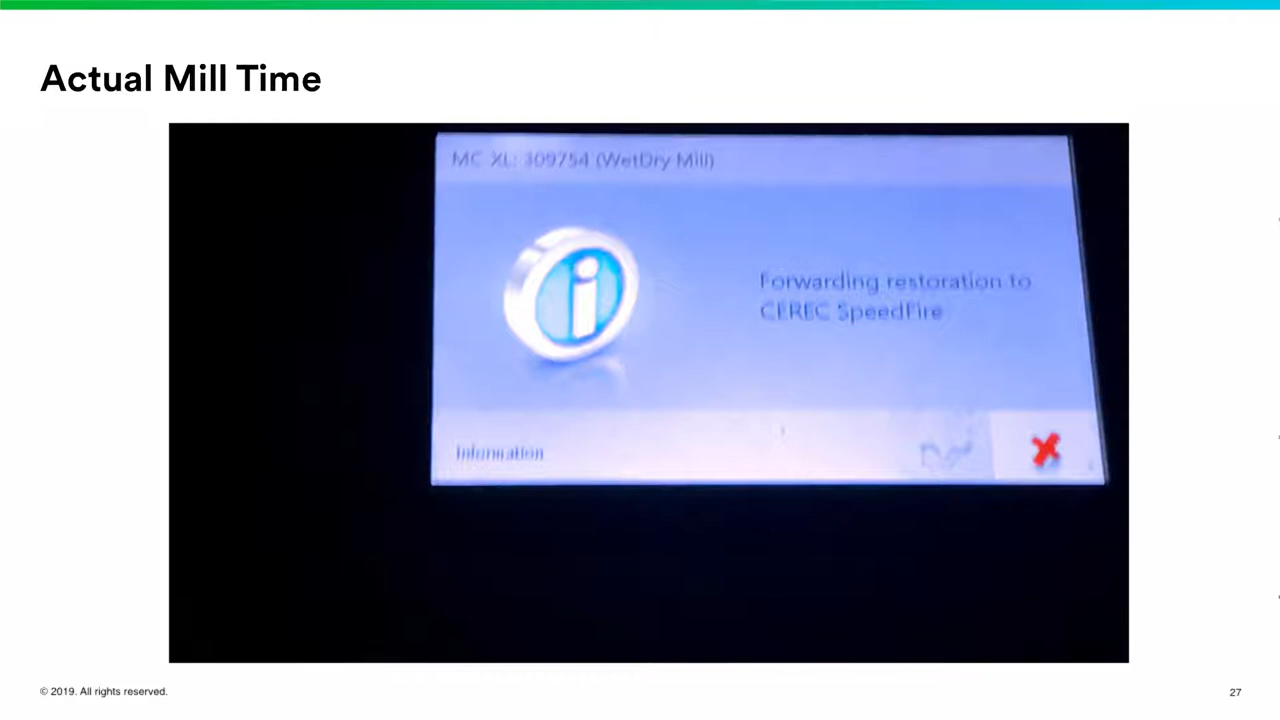 Actual Mill Time
MC XL: 309754 (WetDry Mill)
Forwarding restoration to
CEREC SpeedFire
Information
© 2019. All rights reserved.
27